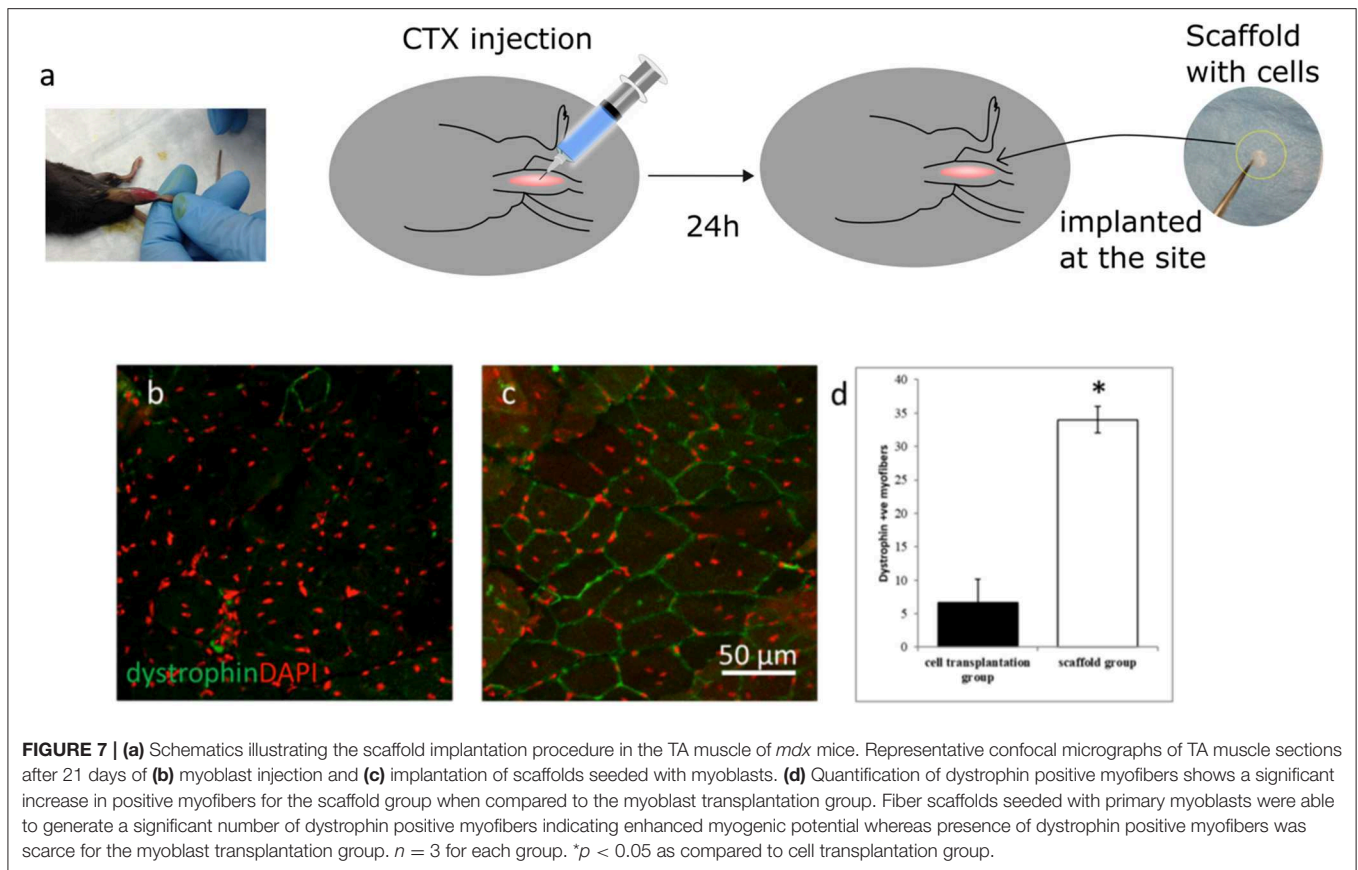 CTX injection
Scaffold
with cells
a
24h
implanted
at the site
b
dystrophinDAPI
c
50 µm
d
Dystrophin +ve myofibers
40
35
30
25
20
15
10
5
0
*
cell transplantation
group
scaffold group
FIGURE 7 | (a) Schematics illustrating the scaffold implantation procedure in the TA muscle of mdx mice. Representative confocal micrographs of TA muscle sections
after 21 days of (b) myoblast injection and (c) implantation of scaffolds seeded with myoblasts. (d) Quantification of dystrophin positive myofibers shows a significant
increase in positive myofibers for the scaffold group when compared to the myoblast transplantation group. Fiber scaffolds seeded with primary myoblasts were able
to generate a significant number of dystrophin positive myofibers indicating enhanced myogenic potential whereas presence of dystrophin positive myofibers was
scarce for the myoblast transplantation group. n = 3 for each group. *p < 0.05 as compared to cell transplantation group.